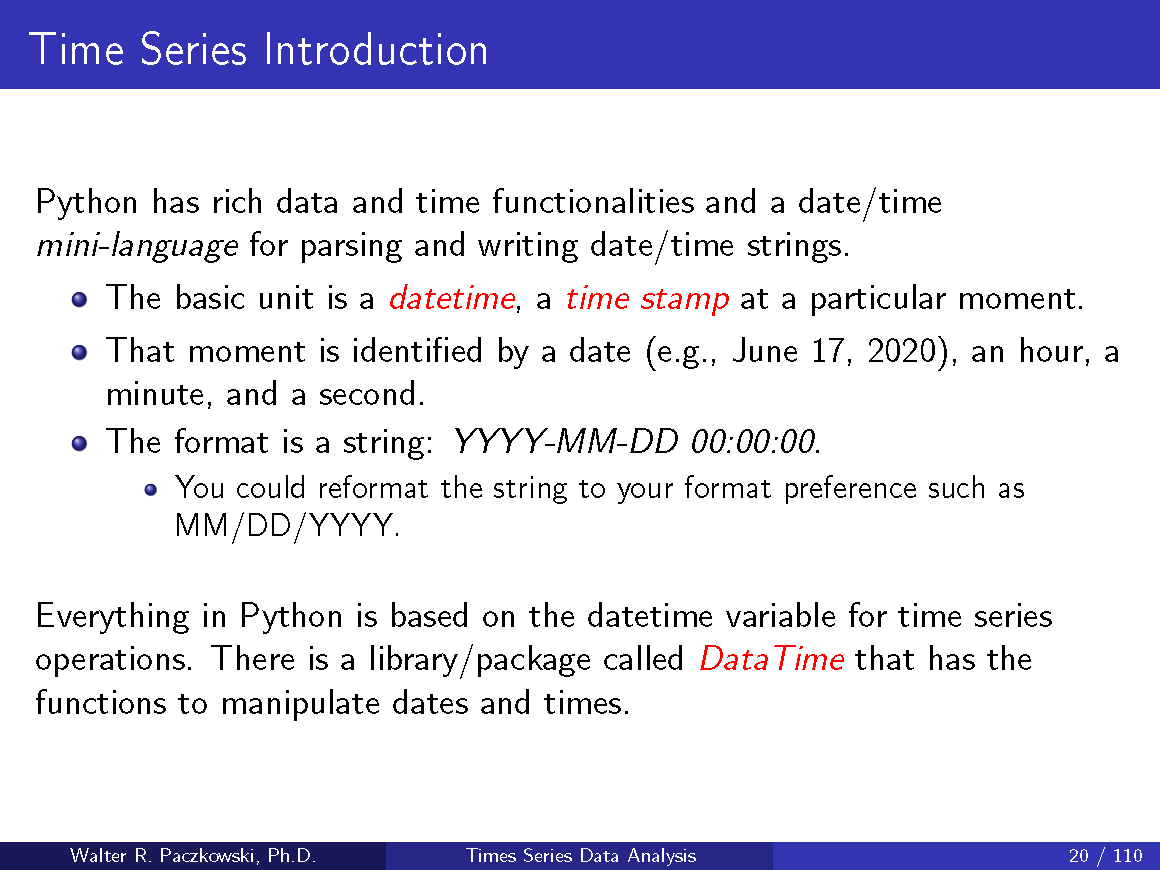 Time Series Introduction
Python has rich data and time functionalities and a date/time
mini-language for parsing and writing date/time strings.
The basic unit is a datetime, a time stamp at a particular moment.
That moment is identified by a date (e.g., June 17, 2020), an hour, a
minute, and a second.
The format is a string: YYYY-MM-DD 00:00:00.
You could reformat the string to your format preference such as
MM/DD/YYYY.
Everything in Python is based on the datetime variable for time series
operations. There is a library/package called DataTime that has the
functions to manipulate dates and times.
Walter R. Paczkowski, Ph.D. Times Series Data Analysis 20 / 110